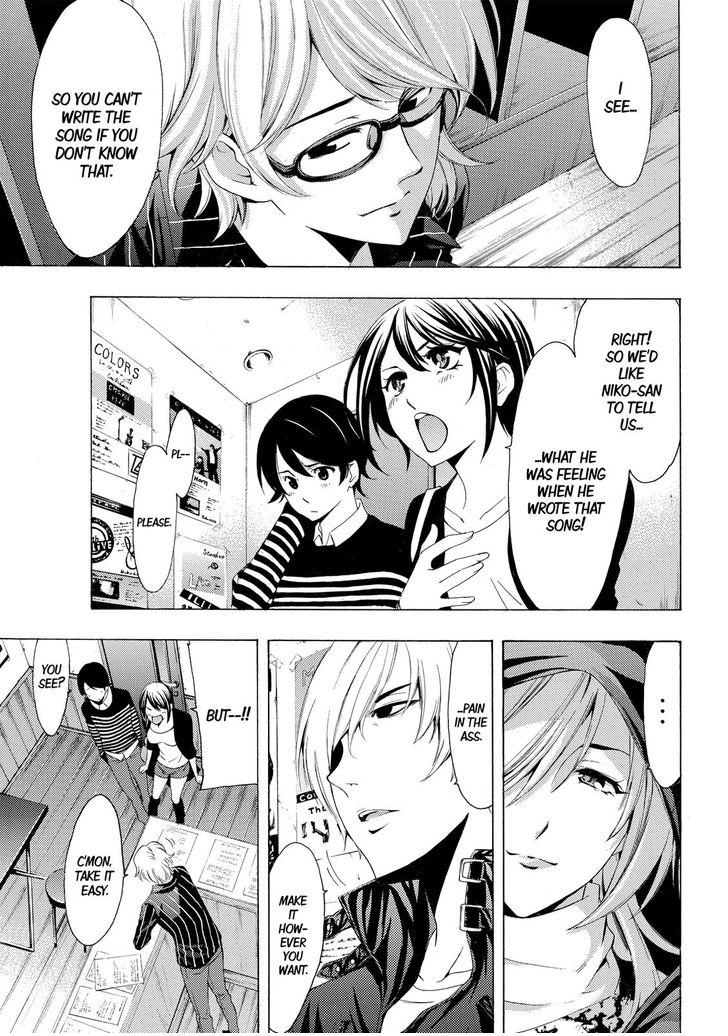 I
SEE...
SO YOU CAN'T
WRITE THE
SONG IF YOU
DON'T KNOW
THAT.
RIGHT!
SO WE'D
LIKE
NIKO-SAN
TO TELL
US...
...WHAT HE
WAS FEELING
WHEN HE
WROTE THAT
SONG!
COLORS
PL--
PLEASE.
...
...PAIN
IN THE
ASS.
MAKE
IT
HOW-
EVER
YOU
WANT.
BUT--!!
YOU
SEE?
C'MON.
TAKE IT
EASY.